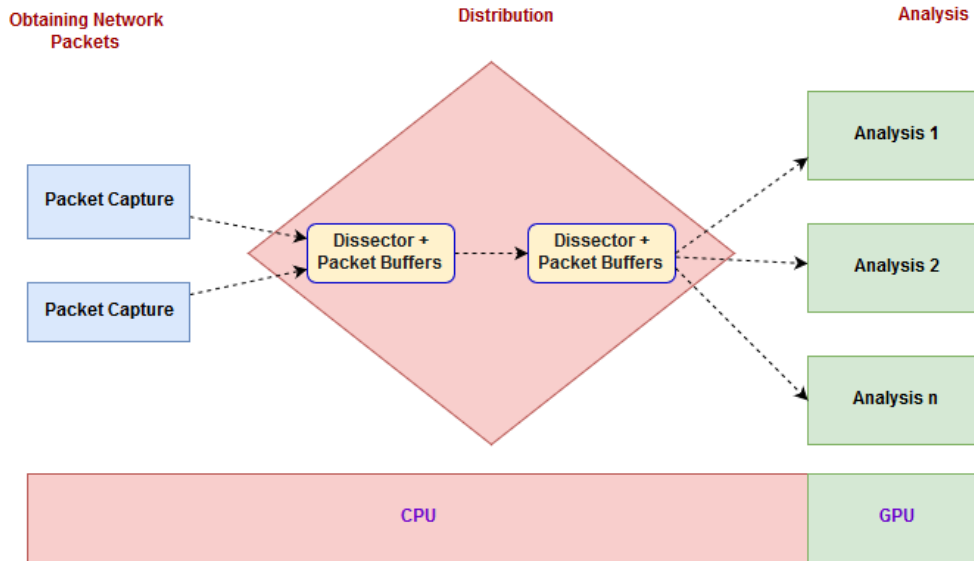 Obtaining Network
Packets
Distribution
Analysis
Packet Capture
Packet Capture
Dissector +
Packet Buffers
Dissector +
Packet Buffers
Analysis 1
Analysis 2
Analysis n
CPU
GPU